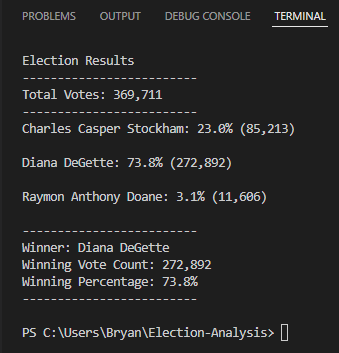 PROBLEMS OUTPUT DEBUG CONSOLE TERMINAL
Election Results
-------------------------
Total Votes: 369,711
-------------------------
Charles Casper Stockham: 23.0% (85,213)
Diana DeGette: 73.8% (272,892)
Raymon Anthony Doane: 3.1% (11,606)
-------------------------
Winner: Diana DeGette
Winning Vote Count: 272,892
Winning Percentage: 73.8%
-------------------------
PS C:\Users\Bryan\Election-Analysis>